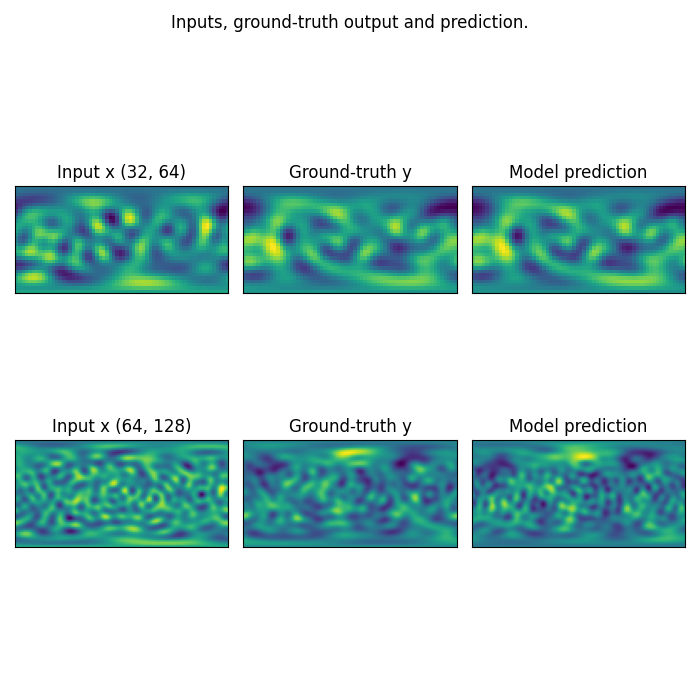 Inputs, ground-truth output and prediction.
Input x (32, 64)
Ground-truth y
Model prediction
Input x (64, 128)
Ground-truth y
Model prediction